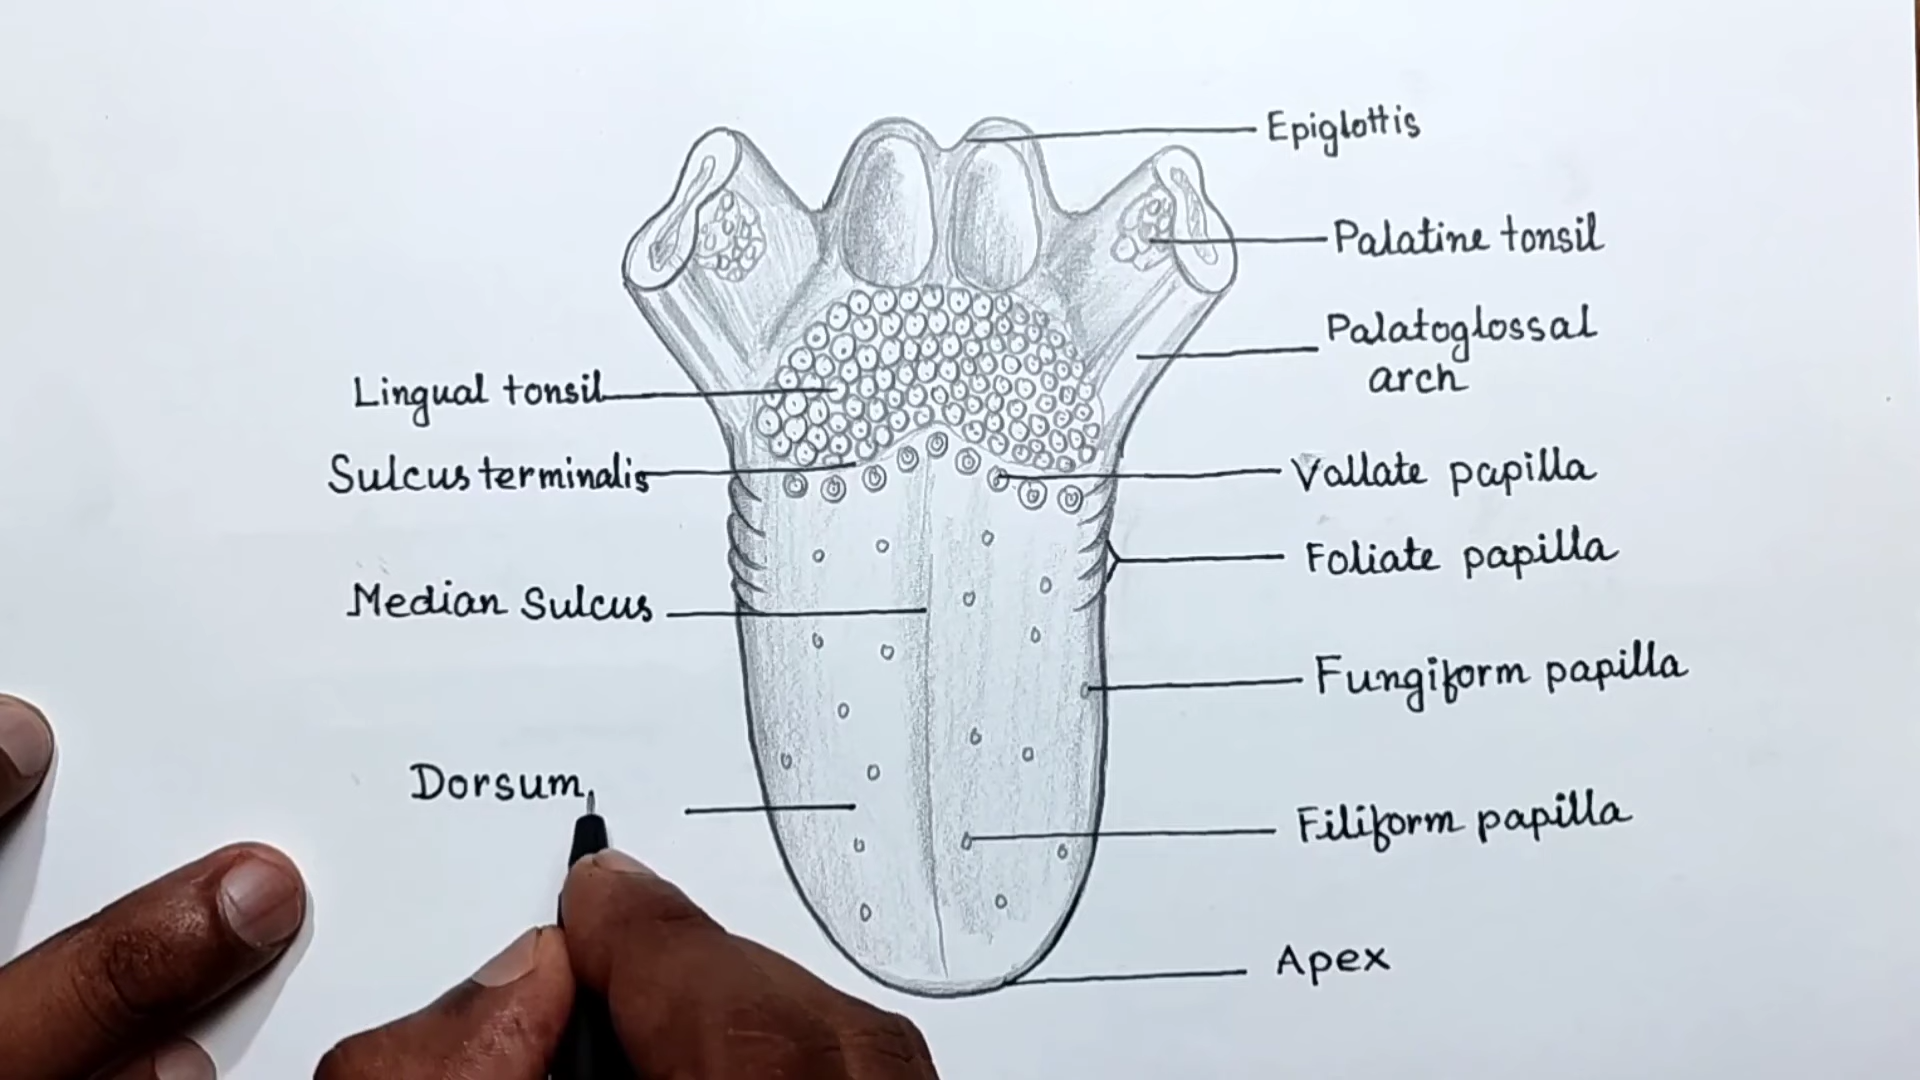 Epiglottis
Palatine tonsil
Palatoglossal
arch
Lingual tonsil
Sulcus terminalis
Vallate papilla
Foliate papilla
Median Sulcus
Fungiform papilla
Dorsum
Filiform papilla
Apex